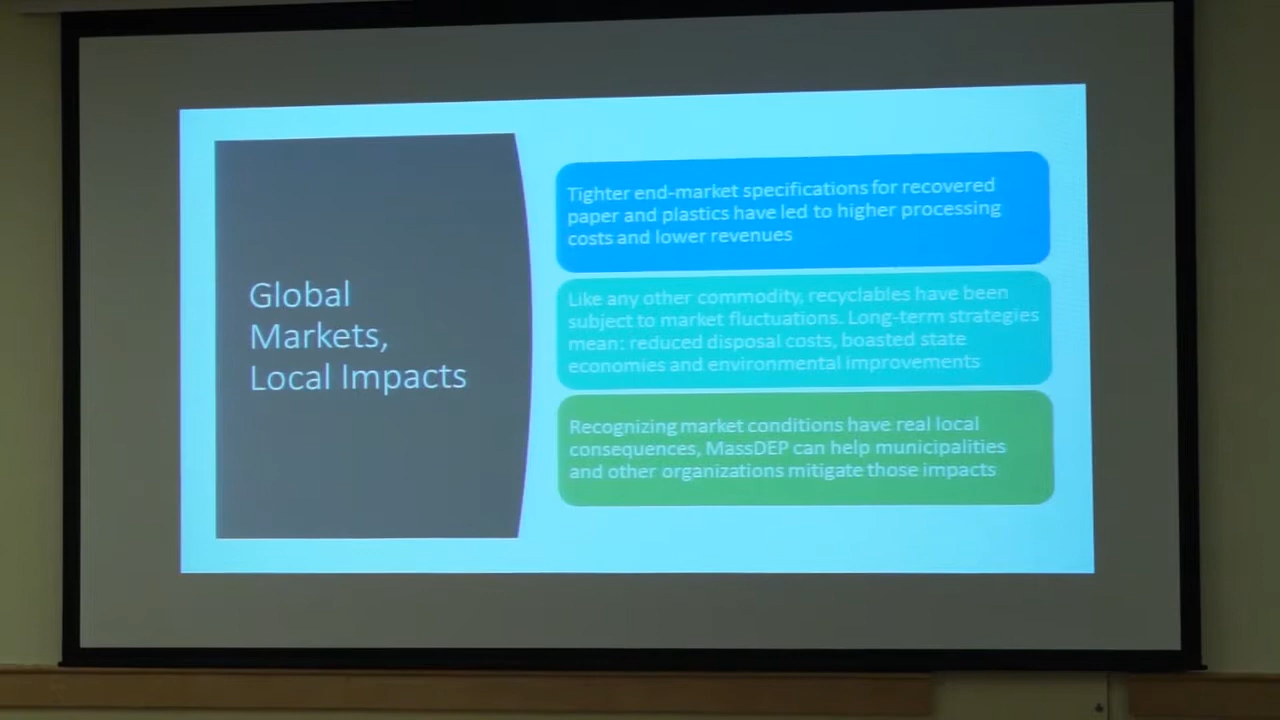 Global
Markets,
Local Impacts
Tighter end-market specifications for recovered
paper and plastics have led to higher processing
costs and lower revenues
Like any other commodity, recyclables have been
subject to market fluctuations. Long-term strategies
mean: reduced disposal costs, boasted state
economies and environmental improvements
Recognizing market conditions have real local
consequences, MassDEP can help municipalities
and other organizations mitigate those impacts